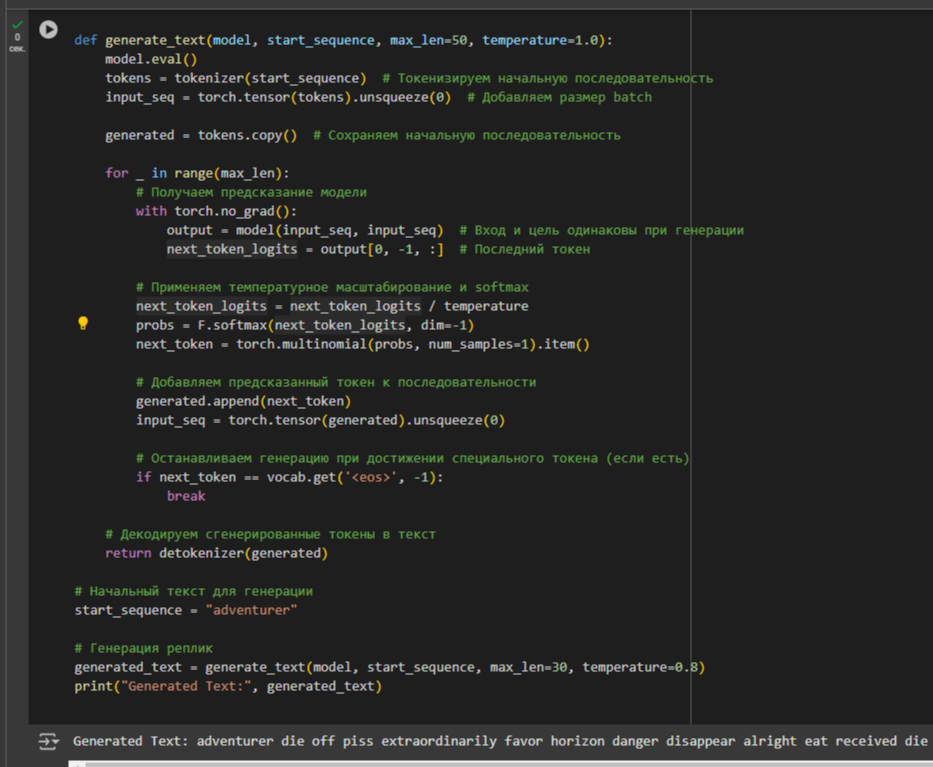 0
сек.
def generate_text(model, start_sequence, max_len=50, temperature=1.0):
model.eval()
tokens = tokenizer(start_sequence)  # Токенизируем начальную последовательность
input_seq = torch.tensor(tokens).unsqueeze(0)  # Добавляем размер batch
generated = tokens.copy()  # Сохраняем начальную последовательность
for _ in range(max_len):
# Получаем предсказание модели
with torch.no_grad():
output = model(input_seq, input_seq)  # Вход и цель одинаковы при генерации
next_token_logits = output[0, -1, :]  # Последний токен
# Применяем температурное масштабирование и softmax
next_token_logits = next_token_logits / temperature
probs = F.softmax(next_token_logits, dim=-1)
next_token = torch.multinomial(probs, num_samples=1).item()
# Добавляем предсказанный токен к последовательности
generated.append(next_token)
input_seq = torch.tensor(generated).unsqueeze(0)
# Останавливаем генерацию при достижении специального токена (если есть)
if next_token == vocab.get('<eos>', -1):
break
# Декодируем сгенерированные токены в текст
return detokenizer(generated)
# Начальный текст для генерации
start_sequence = "adventurer"
# Генерация реплик
generated_text = generate_text(model, start_sequence, max_len=30, temperature=0.8)
print("Generated Text:", generated_text)
Generated Text: adventurer die off piss extraordinarily favor horizon danger disappear alright eat received die